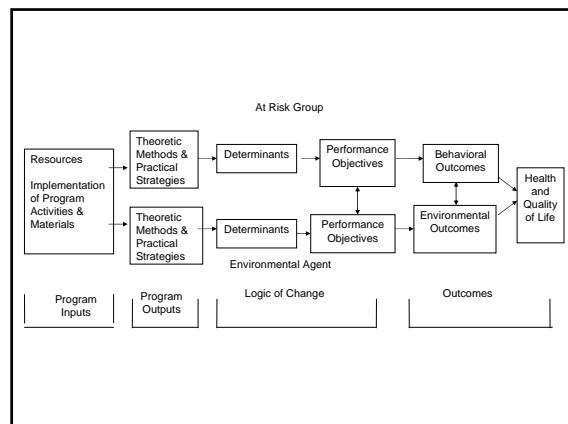 At Risk Group
Resources
Implementation
of Program
Activities &
Materials
Theoretic
Methods &
Practical
Strategies
Determinants
Performance
Objectives
Behavioral
Outcomes
Health
and
Quality
of Life
Theoretic
Methods &
Practical
Strategies
Determinants
Performance
Objectives
Environmental
Outcomes
Environmental Agent
Program
Inputs
Program
Outputs
Logic of Change
Outcomes